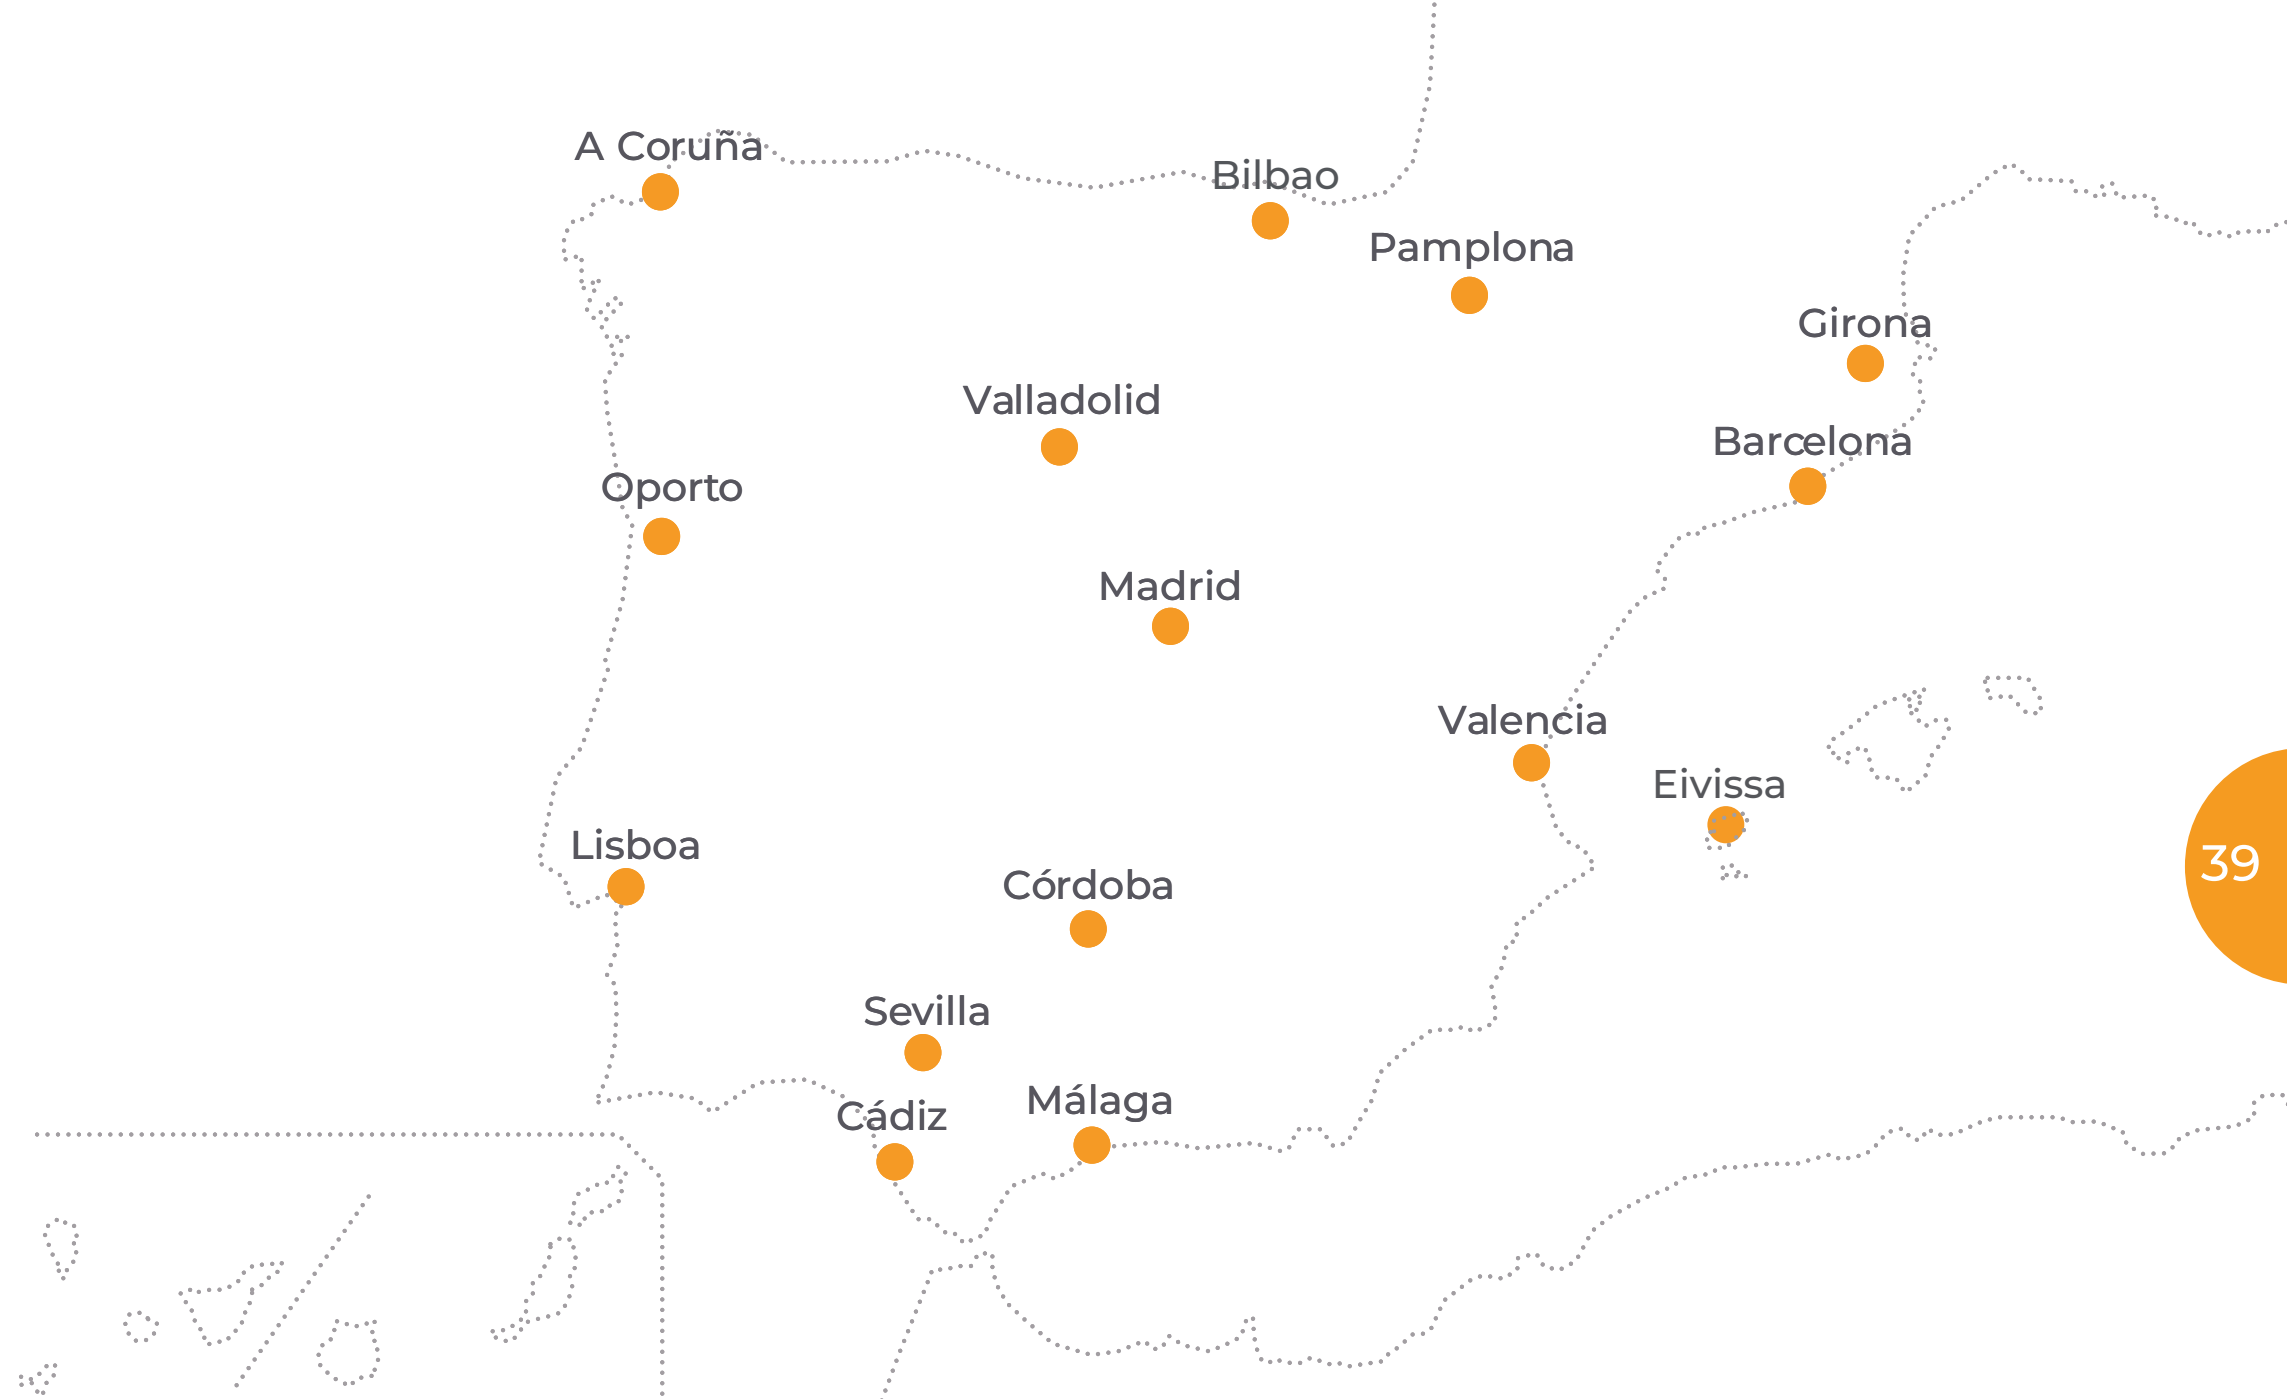 A Coruña
Bilbao
Pamplona
Girona
Valladolid
Barcelona
Oporto
Madrid
Valencia
Eivissa
Lisboa
39
Córdoba
Sevilla
Málaga
Cádiz